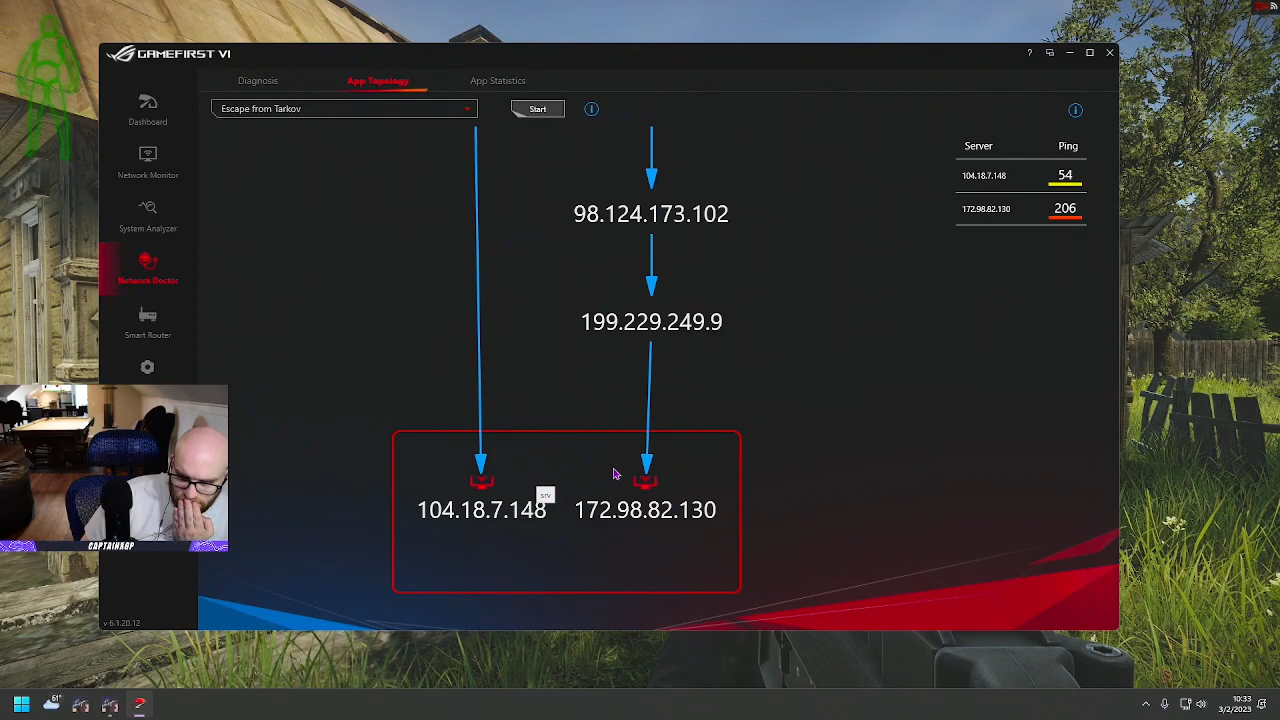 GAMEFIRST VI
?
Diagnosis
App Topology
App Statistics
Escape from Tarkov
Start
Dashboard
Network Monitor
System Analyzer
Network Doctor
Smart Router
98.124.173.102
199.229.249.9
104.18.7.148
srv
172.98.82.130
Server Ping
104.18.7.148 54
172.98.82.130 206
CAPTAINXGP
v 6.1.20.12
61°
10:33
3/2/2023